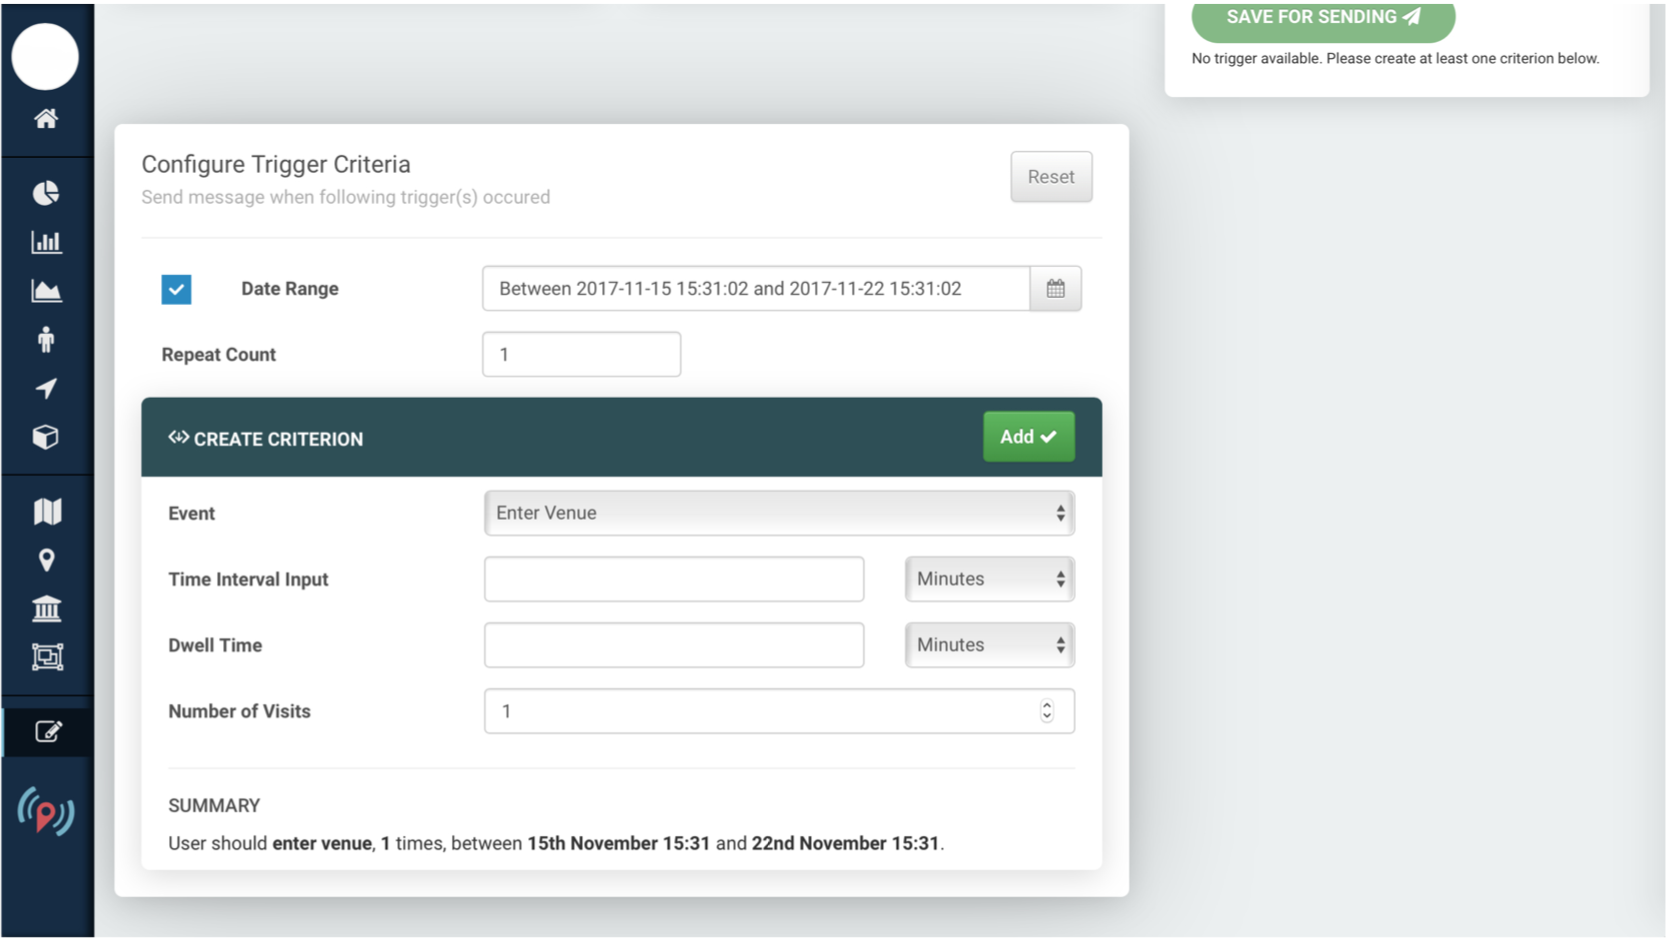 SAVE FOR SENDING
No trigger available. Please create at least one criterion below.
Configure Trigger Criteria
Send message when following trigger(s) occured
Reset
Date Range
Between 2017-11-15 15:31:02 and 2017-11-22 15:31:02
Repeat Count
1
CREATE CRITERION
Add
Event
Enter Venue
Time Interval Input
Minutes
Dwell Time
Minutes
Number of Visits
1
SUMMARY
User should enter venue, 1 times, between 15th November 15:31 and 22nd November 15:31.